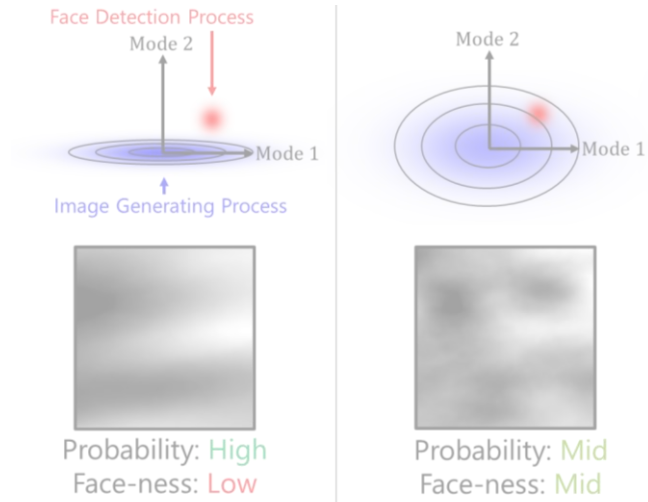 Face Detection Process
Mode 2
Mode 1
Image Generating Process
Probability: High
Face-ness: Low
Mode 2
Mode 1
Probability: Mid
Face-ness: Mid